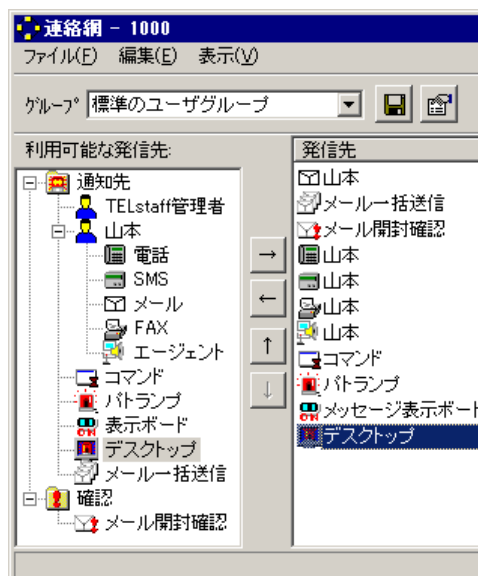 連絡網 - 1000
ファイル(F) 編集(E) 表示(V)
グループ 標準のユーザグループ
利用可能な発信先:
通知先
TELstaff管理者
山本
電話
SMS
メール
FAX
エージェント
コマンド
パトランプ
表示ボード
デスクトップ
メール一括送信
確認
メール開封確認
→
←
↑
↓
発信先
山本
メール一括送信
メール開封確認
山本
山本
山本
山本
コマンド
パトランプ
メッセージ表示ボード
デスクトップ